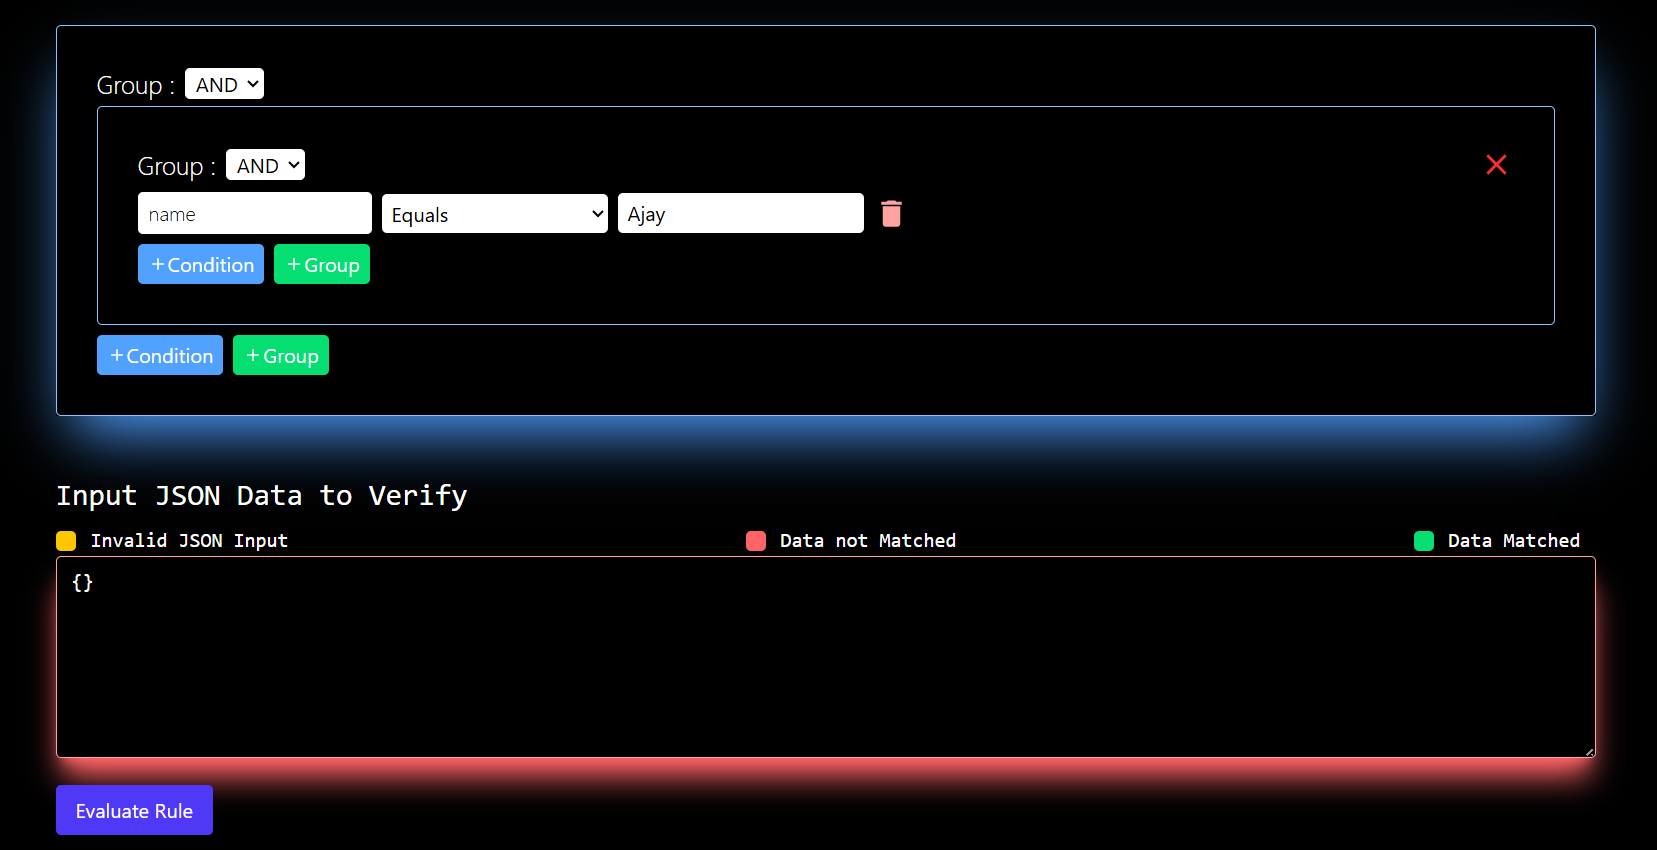 Group : AND
Group : AND
name Equals Ajay
+Condition +Group
+Condition +Group
Input JSON Data to Verify
Invalid JSON Input Data not Matched Data Matched
{}
Evaluate Rule